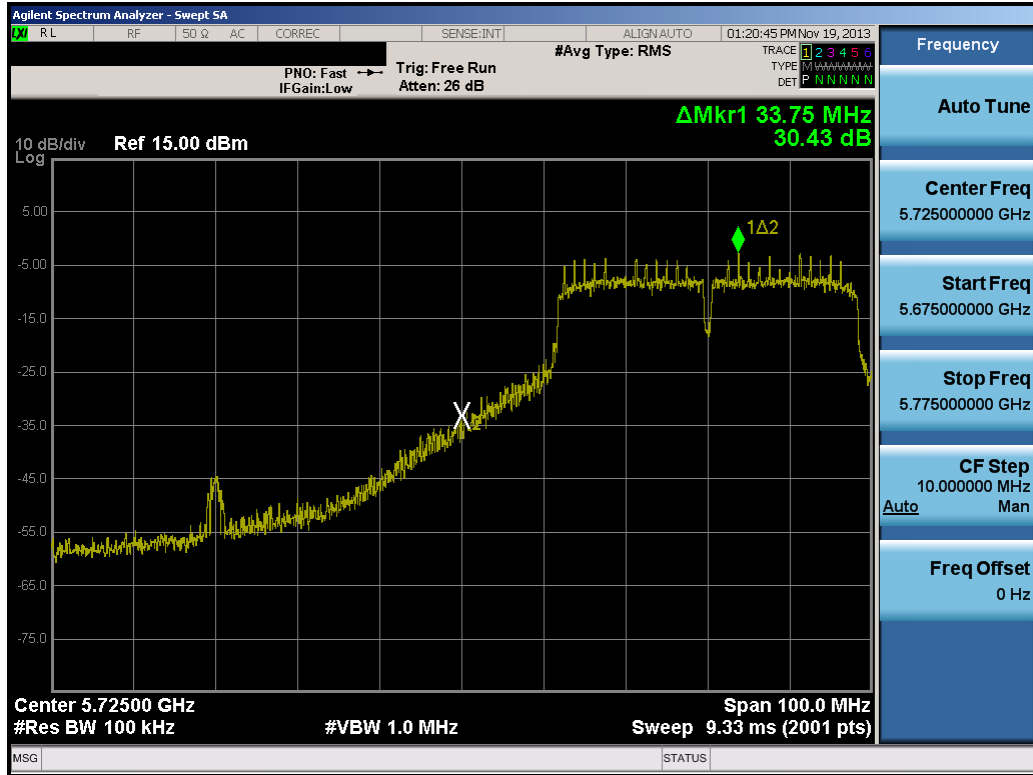 Agilent Spectrum Analyzer - Swept SA
LXI RL RF 50 Ω AC CORREC SENSE:INT ALIGN AUTO 01:20:45 PM Nov 19, 2013
#Avg Type: RMS TRACE 1 2 3 4 5 6
PNO: Fast Trig: Free Run TYPE M WWWWW
IFGain:Low Atten: 26 dB DET P N N N N N
ΔMkr1 33.75 MHz
30.43 dB
10 dB/div Ref 15.00 dBm
Log
5.00
-5.00
-15.0
-25.0
-35.0
-45.0
-55.0
-65.0
-75.0
1Δ2
X2
Center 5.72500 GHz Span 100.0 MHz
#Res BW 100 kHz #VBW 1.0 MHz Sweep 9.33 ms (2001 pts)
MSG STATUS
Frequency
Auto Tune
Center Freq
5.725000000 GHz
Start Freq
5.675000000 GHz
Stop Freq
5.775000000 GHz
CF Step
10.000000 MHz
Auto Man
Freq Offset
0 Hz